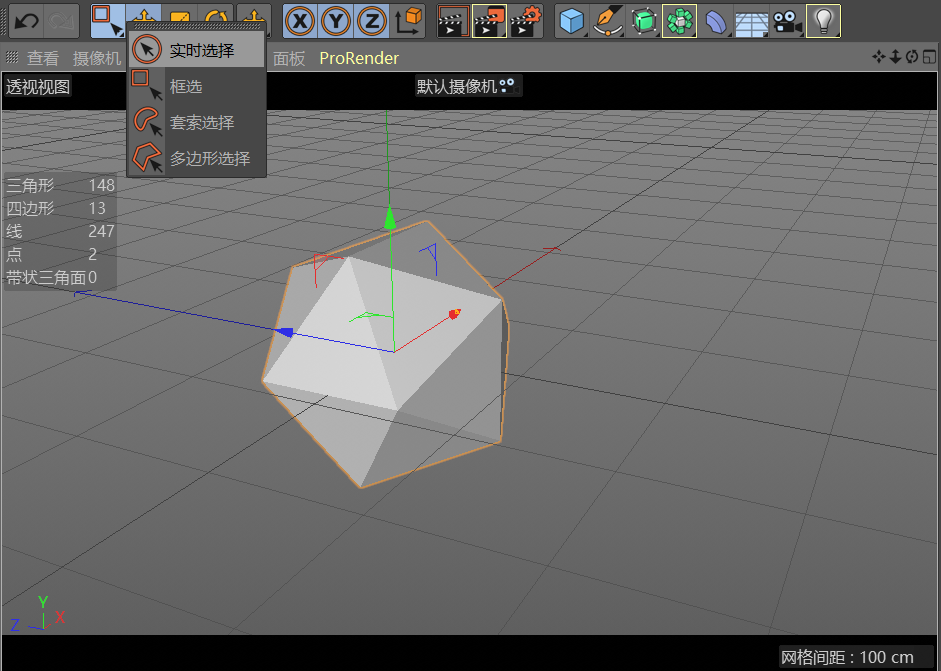 X Y Z
查看 摄像机 面板 ProRender
实时选择
框选
套索选择
多边形选择
透视视图
默认摄像机
三角形 148
四边形 13
线 247
点 2
带状三角面 0
Y
Z X
网格间距 : 100 cm